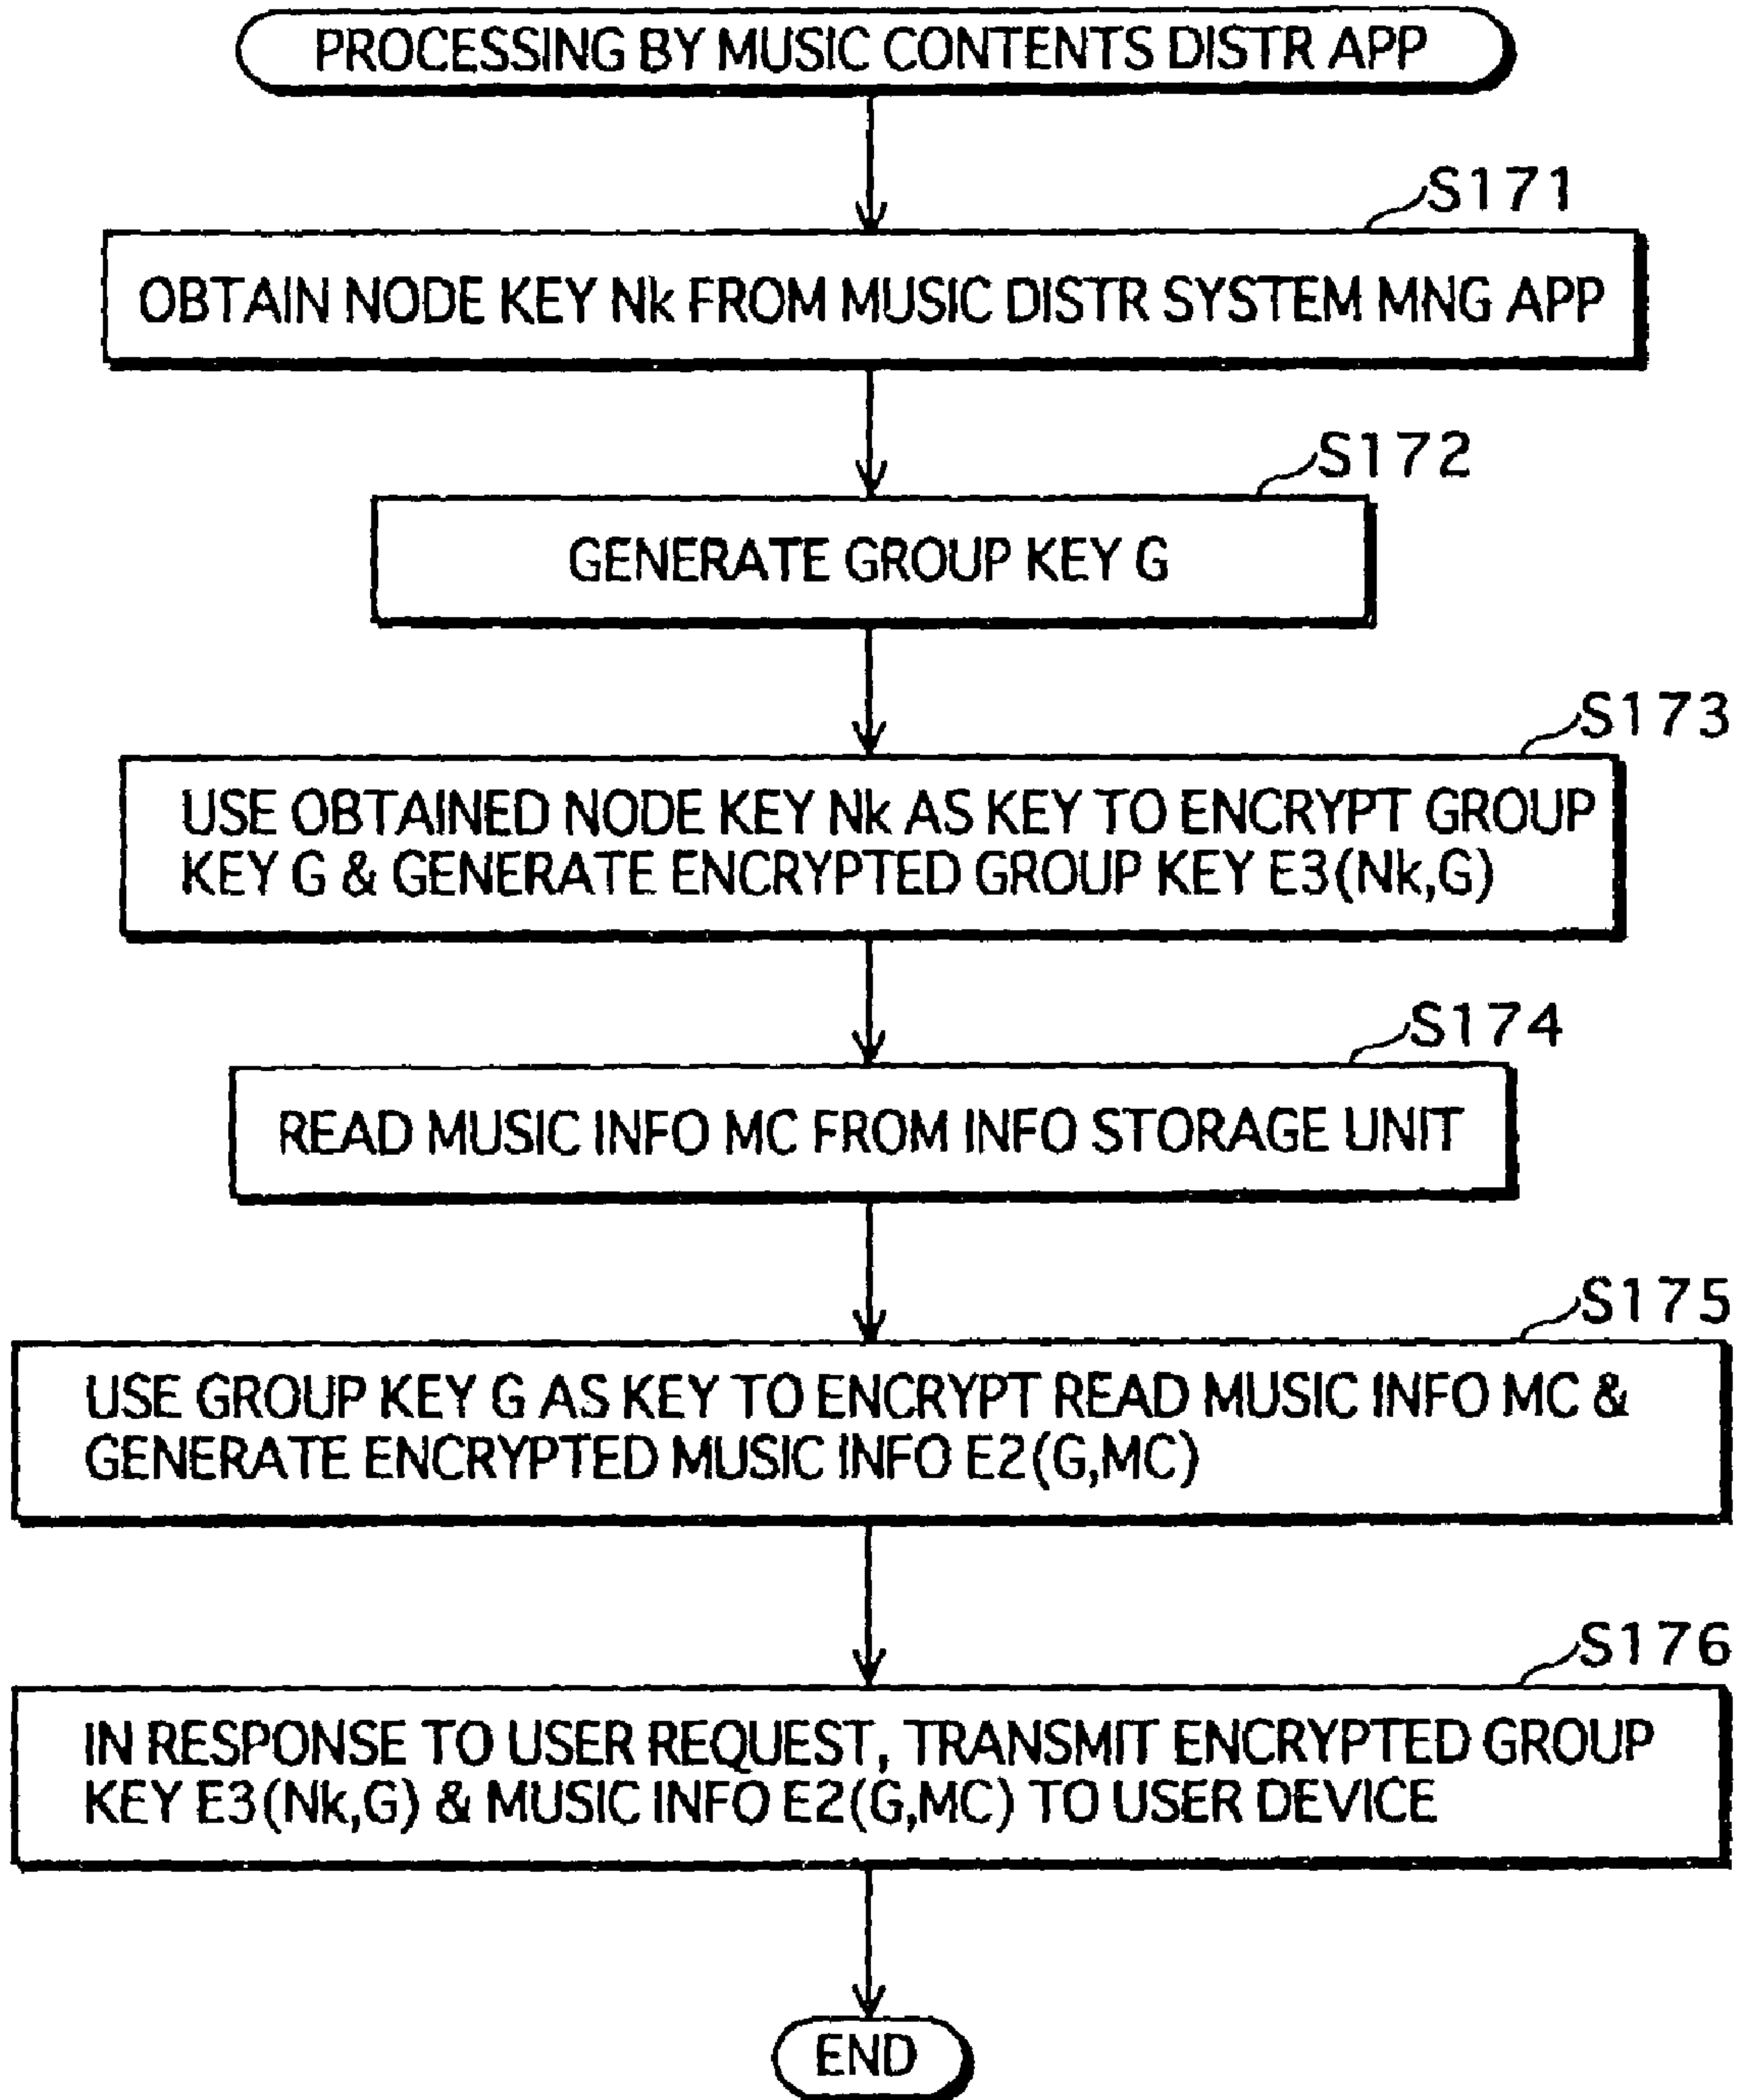 PROCESSING BY MUSIC CONTENTS DISTR APP
S171
OBTAIN NODE KEY Nk FROM MUSIC DISTR SYSTEM MNG APP
S172
GENERATE GROUP KEY G
S173
USE OBTAINED NODE KEY Nk AS KEY TO ENCRYPT GROUP
KEY G & GENERATE ENCRYPTED GROUP KEY E3(Nk,G)
S174
READ MUSIC INFO MC FROM INFO STORAGE UNIT
S175
USE GROUP KEY G AS KEY TO ENCRYPT READ MUSIC INFO MC &
GENERATE ENCRYPTED MUSIC INFO E2(G,MC)
S176
IN RESPONSE TO USER REQUEST, TRANSMIT ENCRYPTED GROUP
KEY E3(Nk,G) & MUSIC INFO E2(G,MC) TO USER DEVICE
END